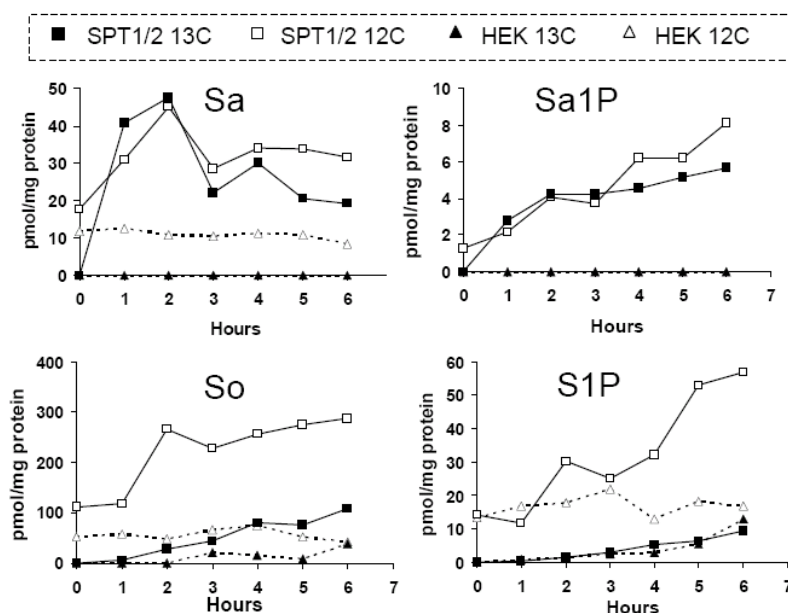 SPT1/2 13C SPT1/2 12C HEK 13C HEK 12C
Sa
pmol/mg protein
50
40
30
20
10
0
0 1 2 3 4 5 6
Hours
Sa1P
pmol/mg protein
10
8
6
4
2
0
0 1 2 3 4 5 6 7
Hours
So
pmol/mg protein
400
300
200
100
0
0 1 2 3 4 5 6 7
Hours
S1P
pmol/mg protein
60
50
40
30
20
10
0
0 1 2 3 4 5 6 7
Hours